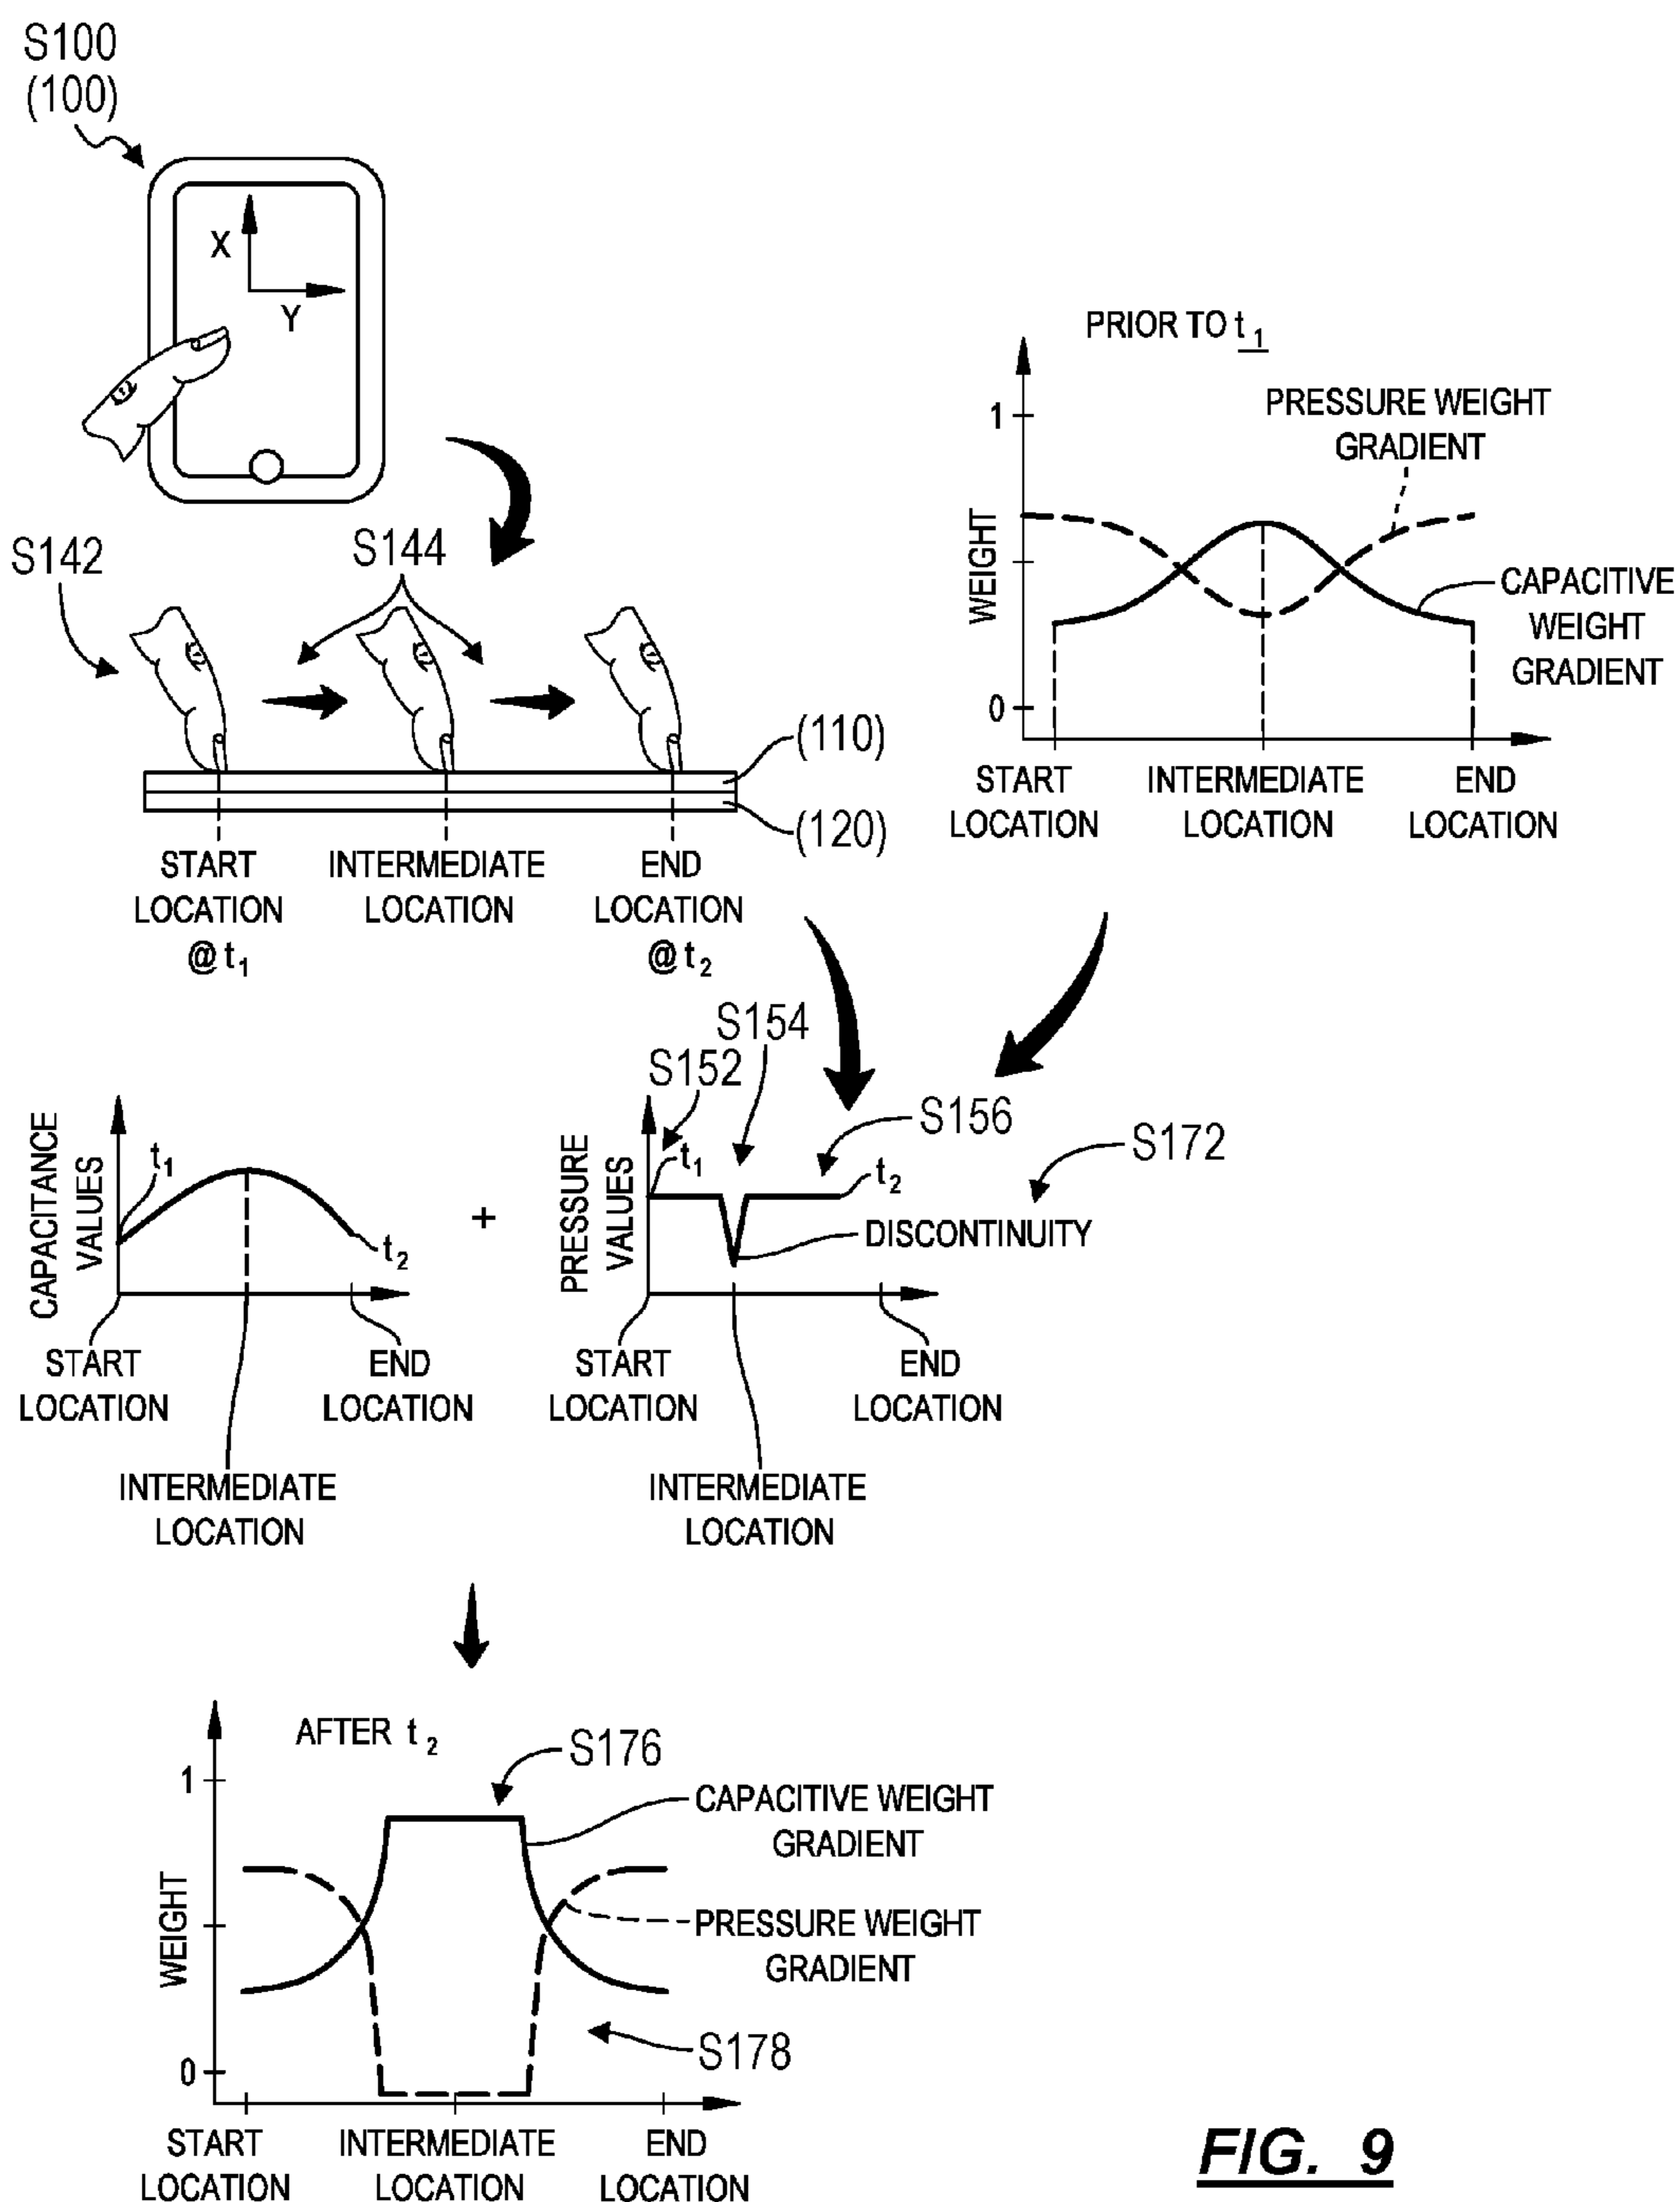 S100
(100)
X
Y
PRIOR TO t1
1
PRESSURE WEIGHT
GRADIENT
WEIGHT
CAPACITIVE
WEIGHT
GRADIENT
0
START
LOCATION
INTERMEDIATE
LOCATION
END
LOCATION
S142
S144
(110)
(120)
START
LOCATION
@ t1
INTERMEDIATE
LOCATION
END
LOCATION
@ t2
CAPACITANCE
VALUES
t1
t2
START
LOCATION
END
LOCATION
INTERMEDIATE
LOCATION
+
S152
S154
S156
S172
PRESSURE
VALUES
t1
t2
DISCONTINUITY
START
LOCATION
END
LOCATION
INTERMEDIATE
LOCATION
AFTER t2
S176
1
CAPACITIVE WEIGHT
GRADIENT
WEIGHT
PRESSURE WEIGHT
GRADIENT
S178
0
START
LOCATION
INTERMEDIATE
LOCATION
END
LOCATION
FIG. 9